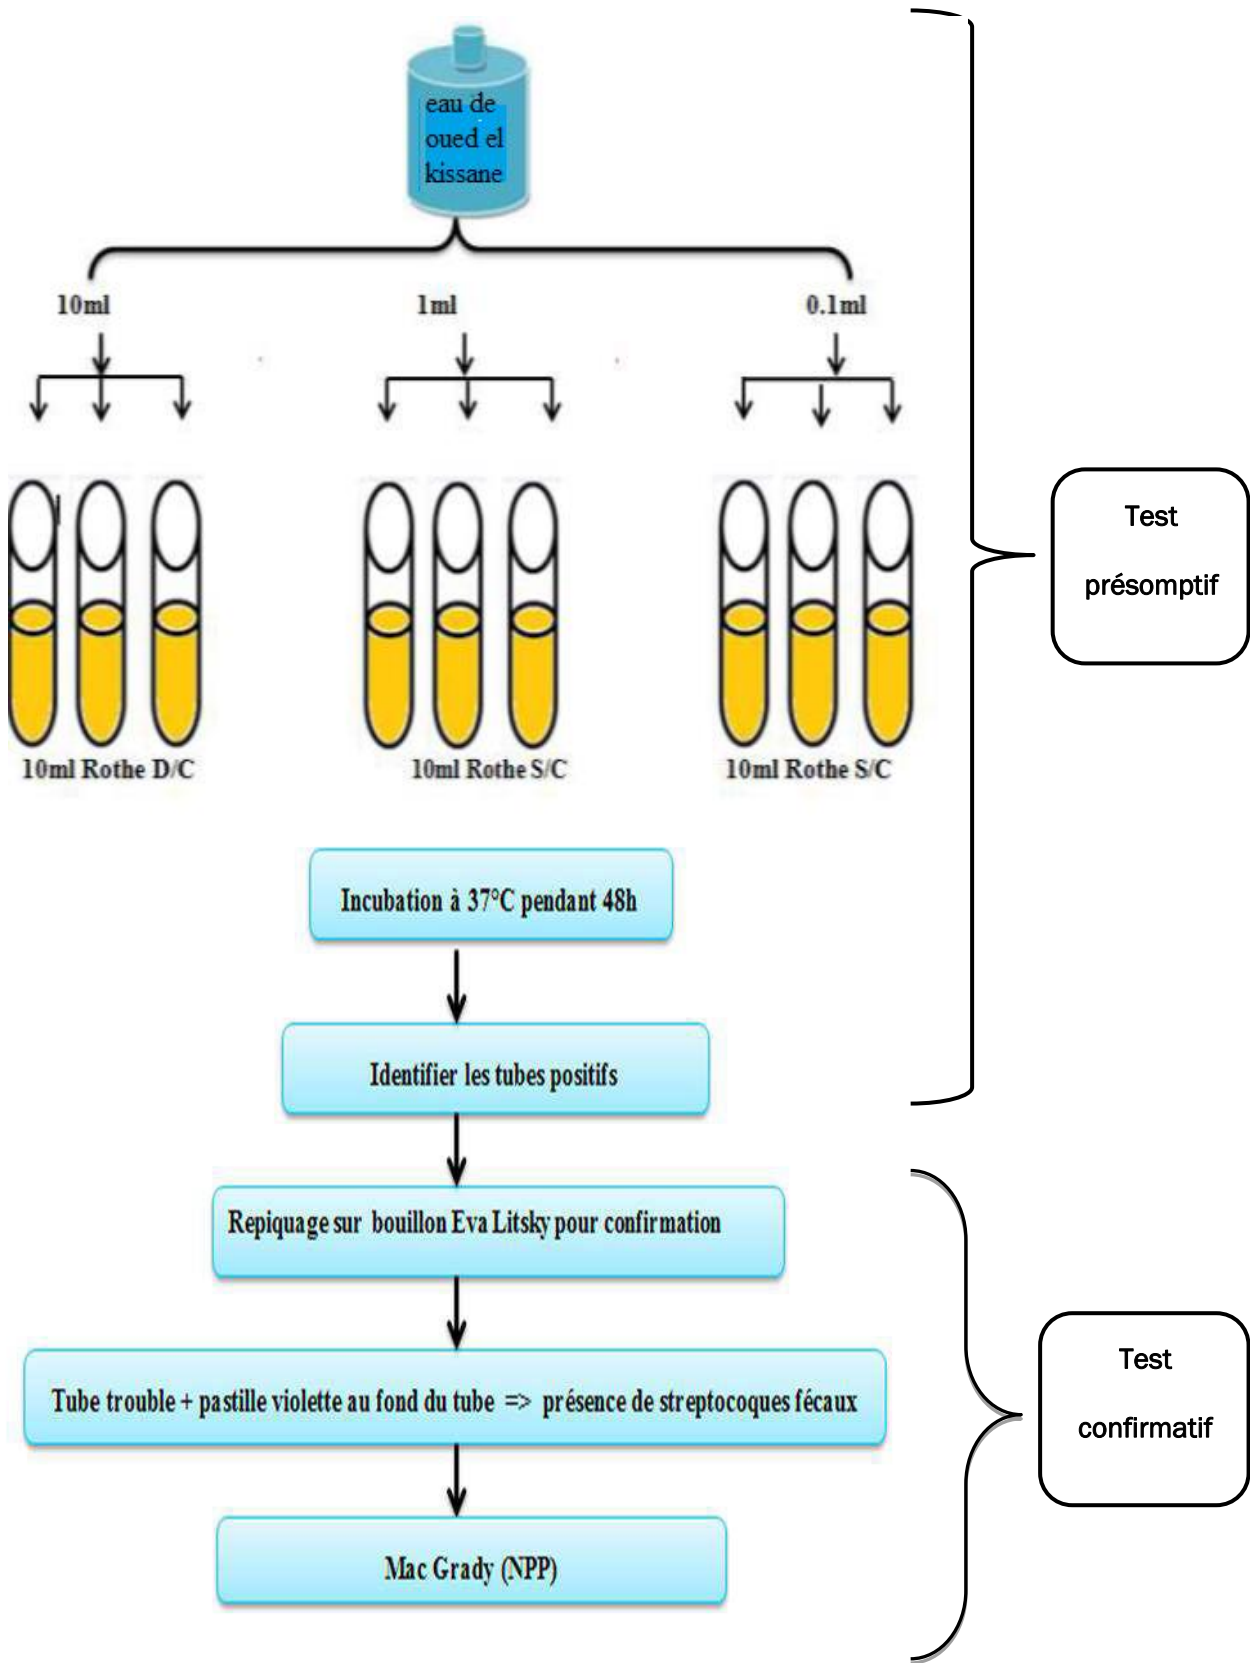 eau de
oued el
kissane
10ml
1ml
0.1ml
10ml Rothe D/C
10ml Rothe S/C
10ml Rothe S/C
Test
présomptif
Incubation à 37°C pendant 48h
Identifier les tubes positifs
Repiquage sur bouillon Eva Litsky pour confirmation
Tube trouble + pastille violette au fond du tube => présence de streptocoques fécaux
Mac Grady (NPP)
Test
confirmatif